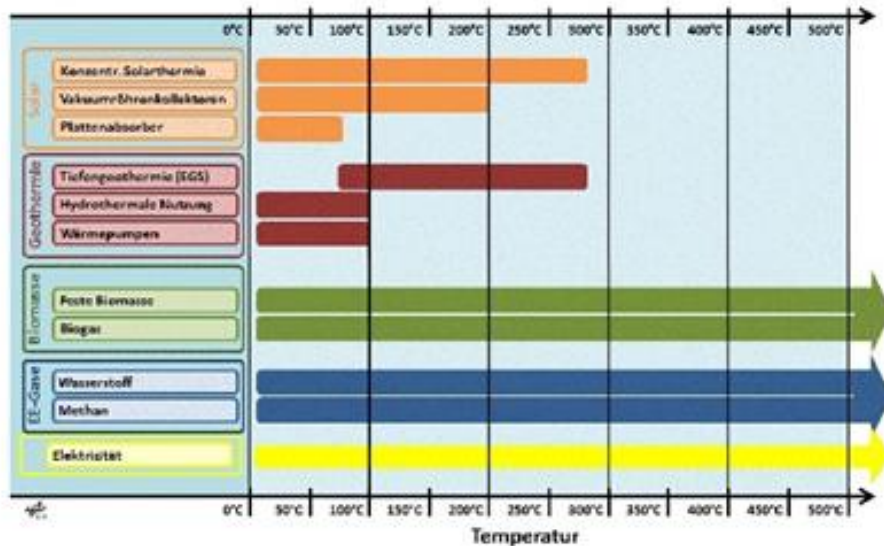 0°C 50°C 100°C 150°C 200°C 250°C 300°C 350°C 400°C 450°C 500°C
Solar
Konzentr. Solarthermie
Vakuumröhrenkollektoren
Plattenabsorber
Geothermie
Tiefengeothermie (EGS)
Hydrothermale Nutzung
Wärmepumpen
Biomasse
Feste Biomasse
Biogas
EE-Gase
Wasserstoff
Methan
Elektrizität
0°C 50°C 100°C 150°C 200°C 250°C 300°C 350°C 400°C 450°C 500°C
Temperatur